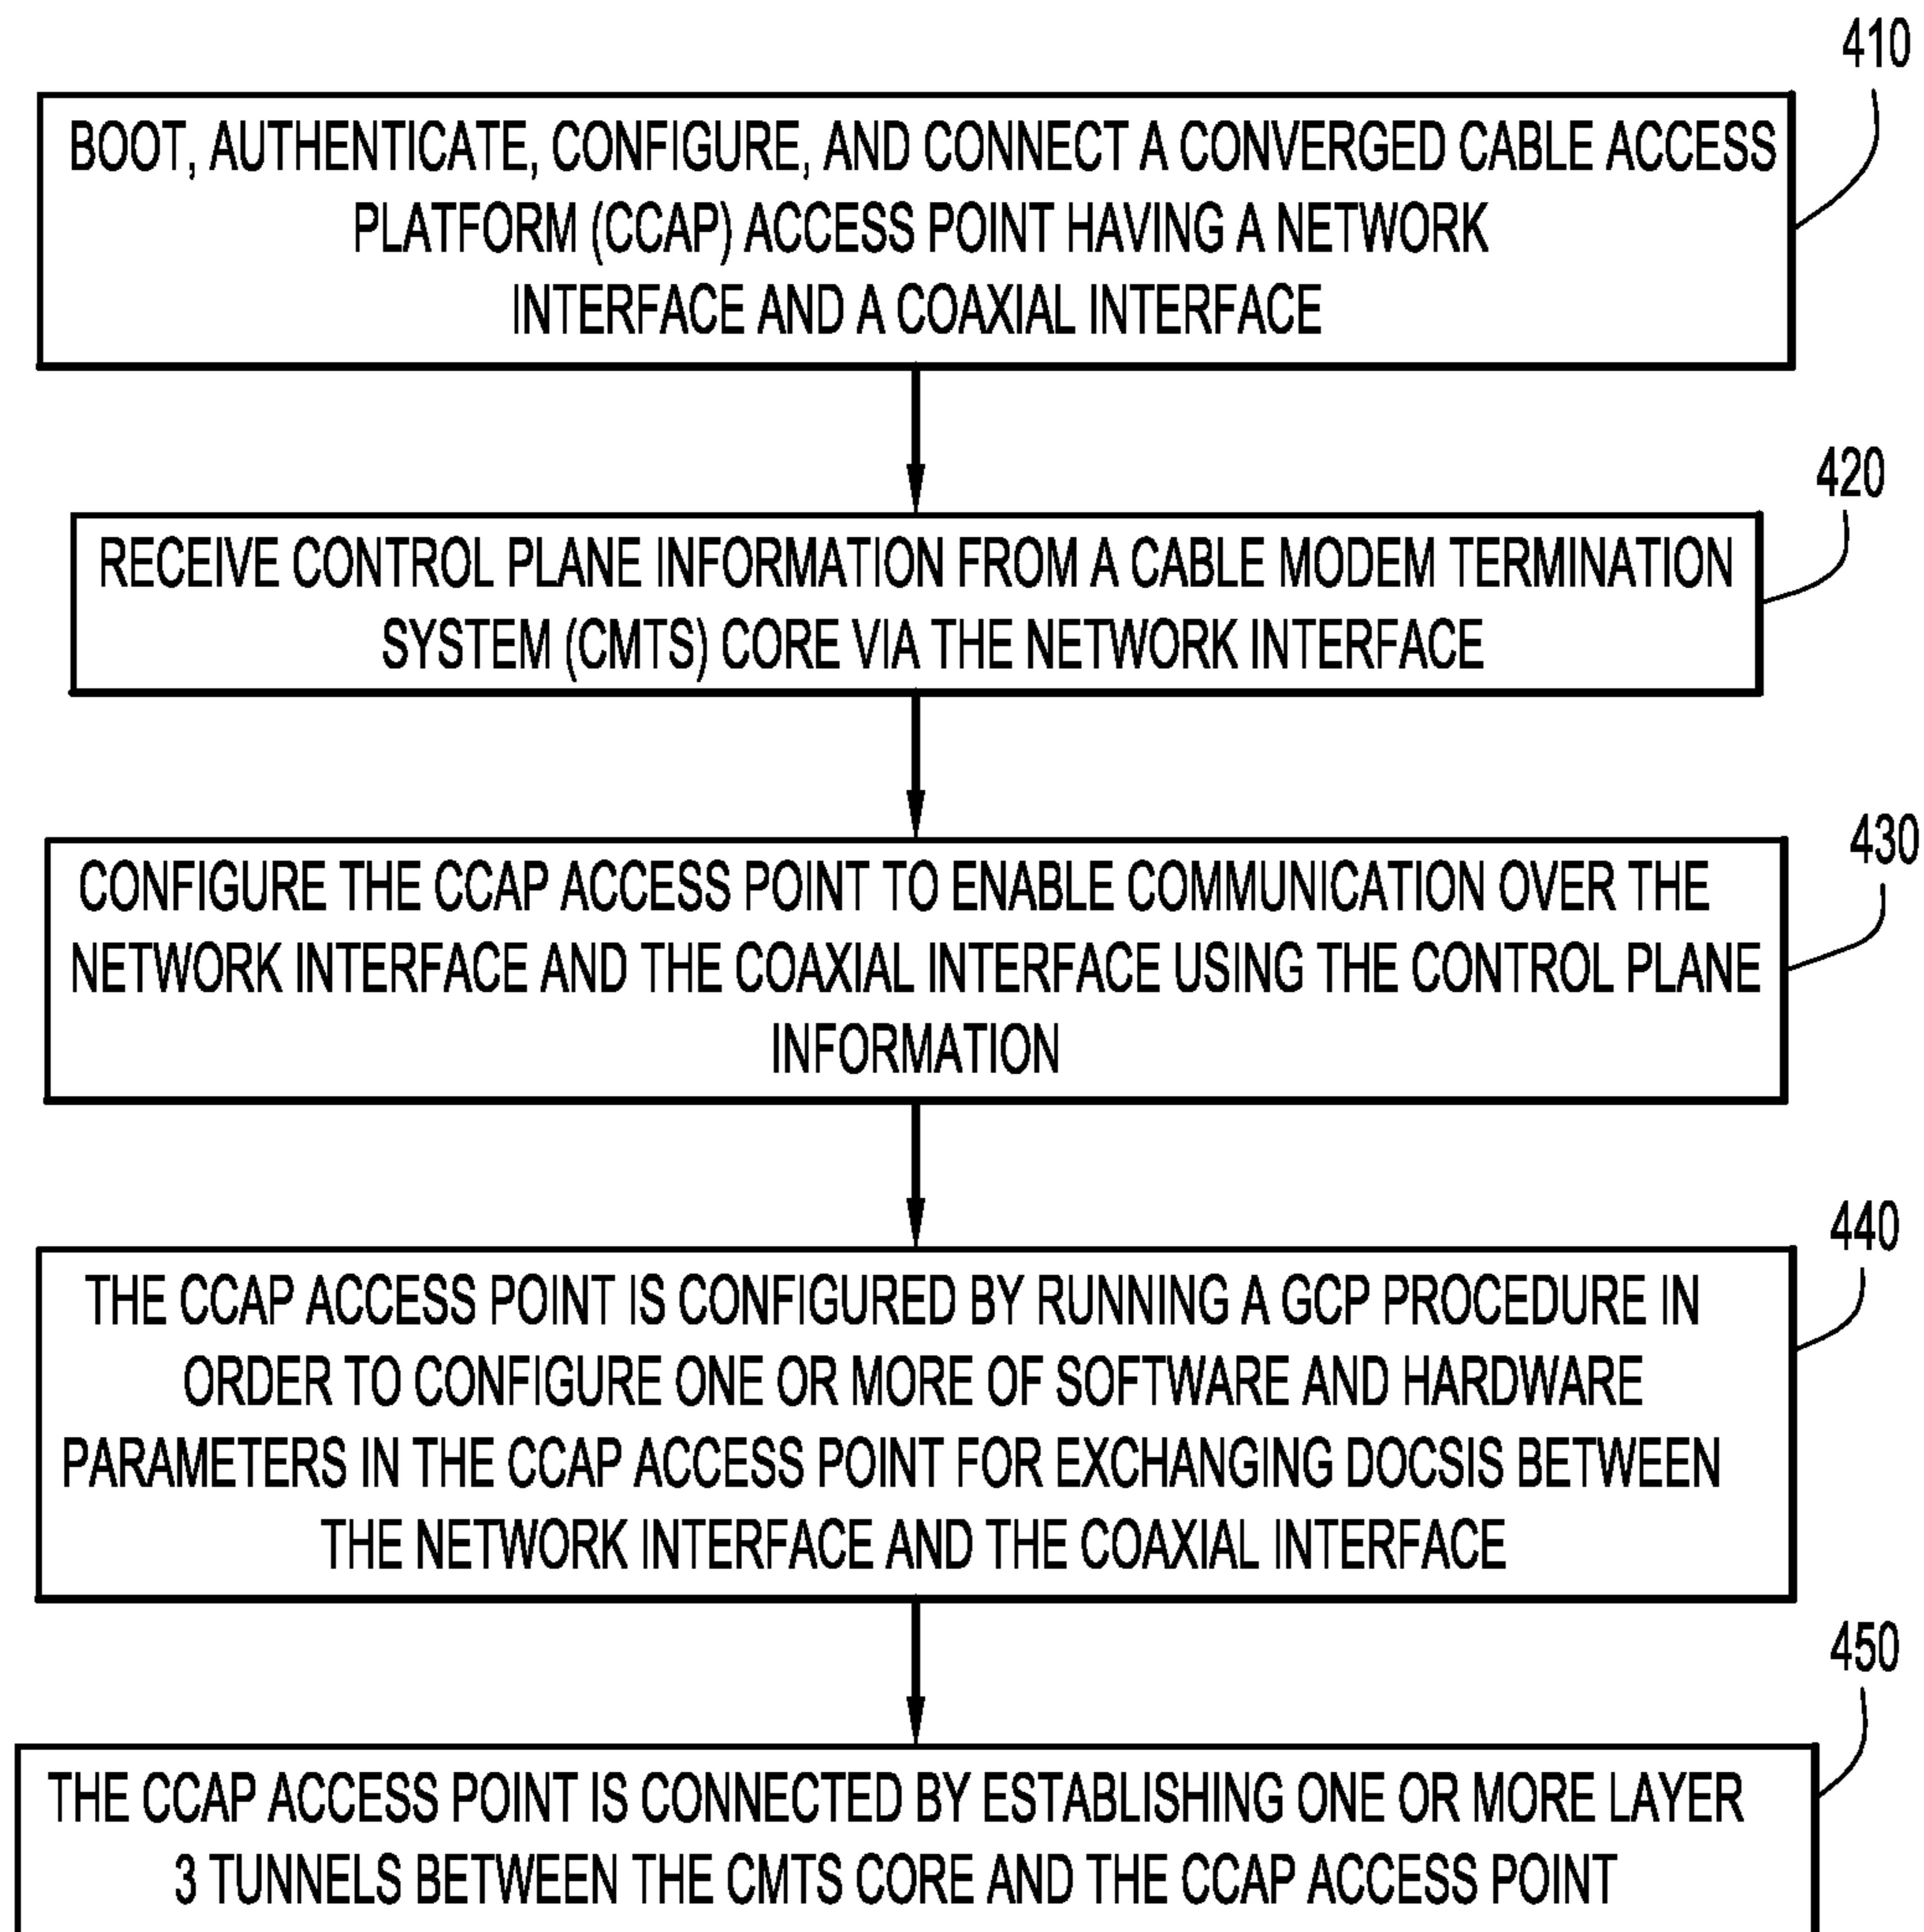 410
BOOT, AUTHENTICATE, CONFIGURE, AND CONNECT A CONVERGED CABLE ACCESS
PLATFORM (CCAP) ACCESS POINT HAVING A NETWORK
INTERFACE AND A COAXIAL INTERFACE
420
RECEIVE CONTROL PLANE INFORMATION FROM A CABLE MODEM TERMINATION
SYSTEM (CMTS) CORE VIA THE NETWORK INTERFACE
430
CONFIGURE THE CCAP ACCESS POINT TO ENABLE COMMUNICATION OVER THE
NETWORK INTERFACE AND THE COAXIAL INTERFACE USING THE CONTROL PLANE
INFORMATION
440
THE CCAP ACCESS POINT IS CONFIGURED BY RUNNING A GCP PROCEDURE IN
ORDER TO CONFIGURE ONE OR MORE OF SOFTWARE AND HARDWARE
PARAMETERS IN THE CCAP ACCESS POINT FOR EXCHANGING DOCSIS BETWEEN
THE NETWORK INTERFACE AND THE COAXIAL INTERFACE
450
THE CCAP ACCESS POINT IS CONNECTED BY ESTABLISHING ONE OR MORE LAYER
3 TUNNELS BETWEEN THE CMTS CORE AND THE CCAP ACCESS POINT